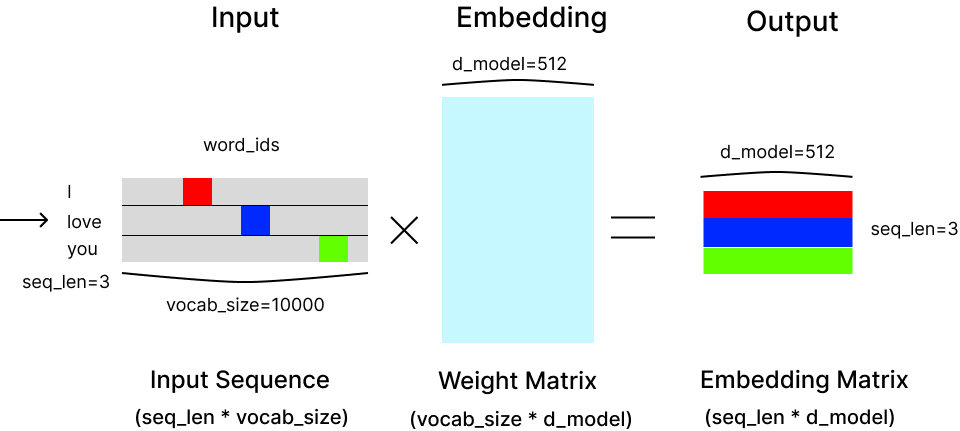 Input
Embedding
Output
d_model=512
word_ids
d_model=512
I
love
you
seq_len=3
seq_len=3
vocab_size=10000
Input Sequence
(seq_len * vocab_size)
Weight Matrix
(vocab_size * d_model)
Embedding Matrix
(seq_len * d_model)